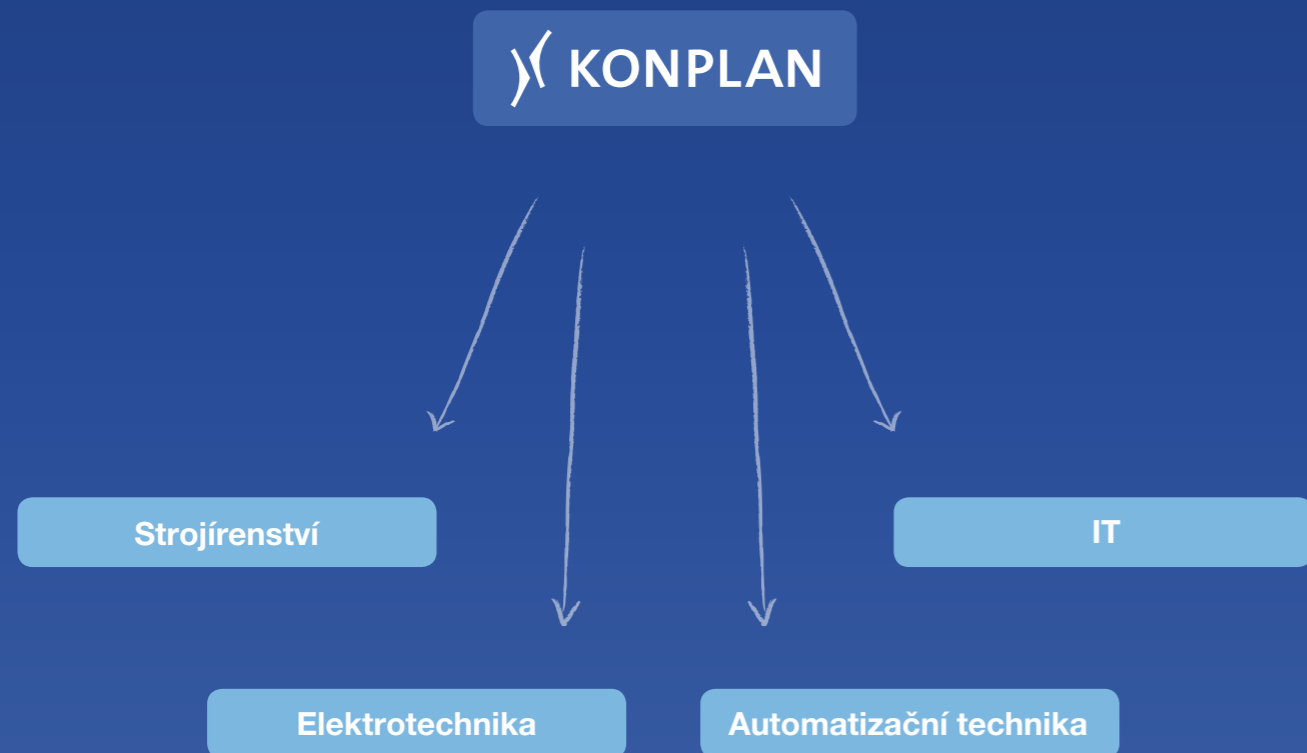 KONPLAN
Strojírenství
IT
Elektrotechnika
Automatizační technika